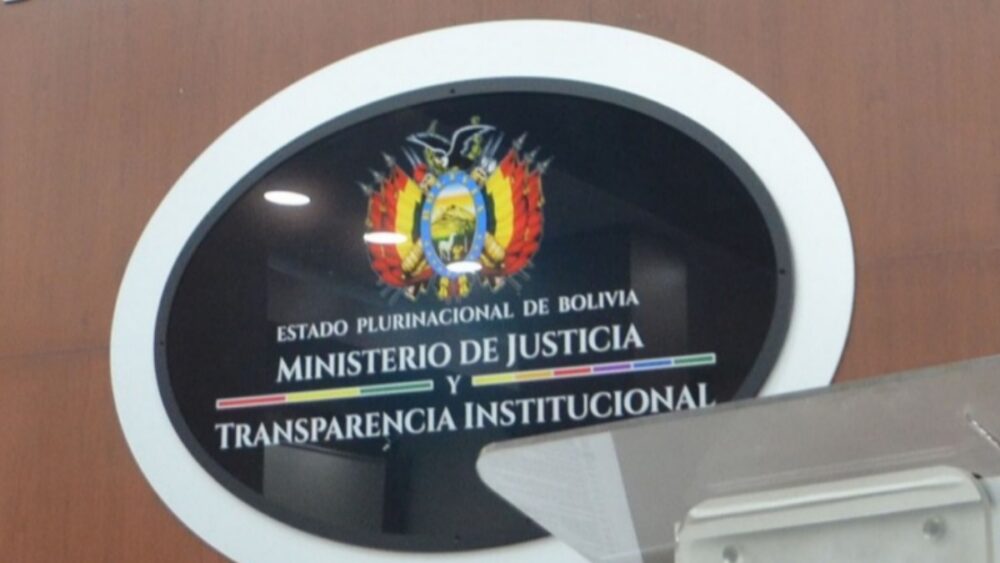 ESTADO PLURINACIONAL DE BOLIVIA
MINISTERIO DE JUSTICIA
Y
TRANSPARENCIA INSTITUCIONAL